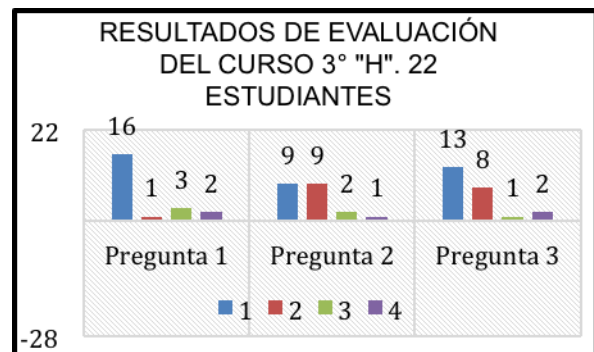 RESULTADOS DE EVALUACIÓN
DEL CURSO 3° "H". 22
ESTUDIANTES
22
16 1 3 2 9 9 2 1 13 8 1 2
Pregunta 1 Pregunta 2 Pregunta 3
1 2 3 4
-28